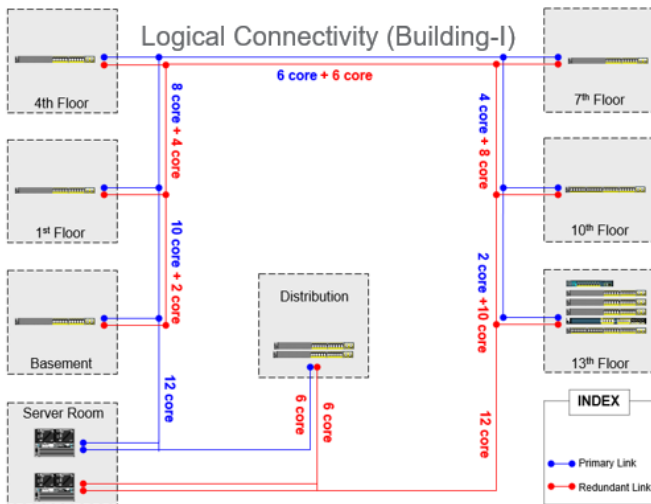 Logical Connectivity (Building-I)
6 core + 6 core
4th Floor
7th Floor
8 core + 4 core
4 core + 8 core
1st Floor
10th Floor
10 core + 2 core
2 core +10 core
Distribution
Basement
13th Floor
12 core
6 core
6 core
12 core
Server Room
INDEX
Primary Link
Redundant Link